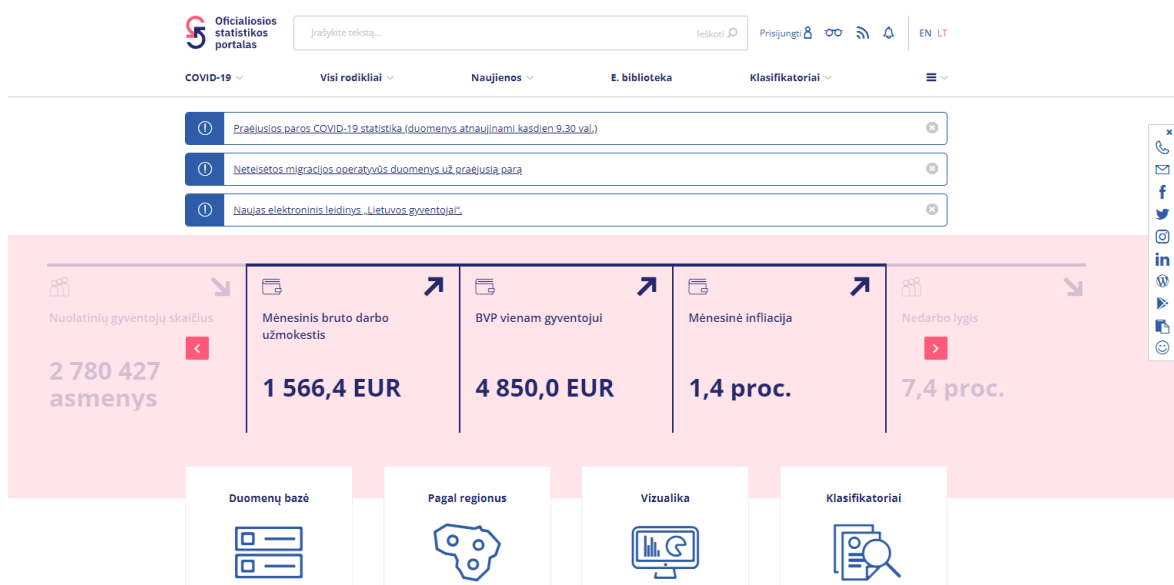 Oficialiosios
statistikos
portalas
Įrašykite tekstą...
Ieškoti
Prisijungti
EN LT
COVID-19
Visi rodikliai
Naujienos
E. biblioteka
Klasifikatoriai
Praėjusios paros COVID-19 statistika (duomenys atnaujinami kasdien 9.30 val.)
Neteisėtos migracijos operatyvūs duomenys už praėjusią parą
Naujas elektroninis leidinys „Lietuvos gyventojai“.
Nuolatinių gyventojų skaičius
2 780 427
asmenys
Mėnesinis bruto darbo
užmokestis
1 566,4 EUR
BVP vienam gyventojui
4 850,0 EUR
Mėnesinė infliacija
1,4 proc.
Nedarbo lygis
7,4 proc.
Duomenų bazė
Pagal regionus
Vizualika
Klasifikatoriai